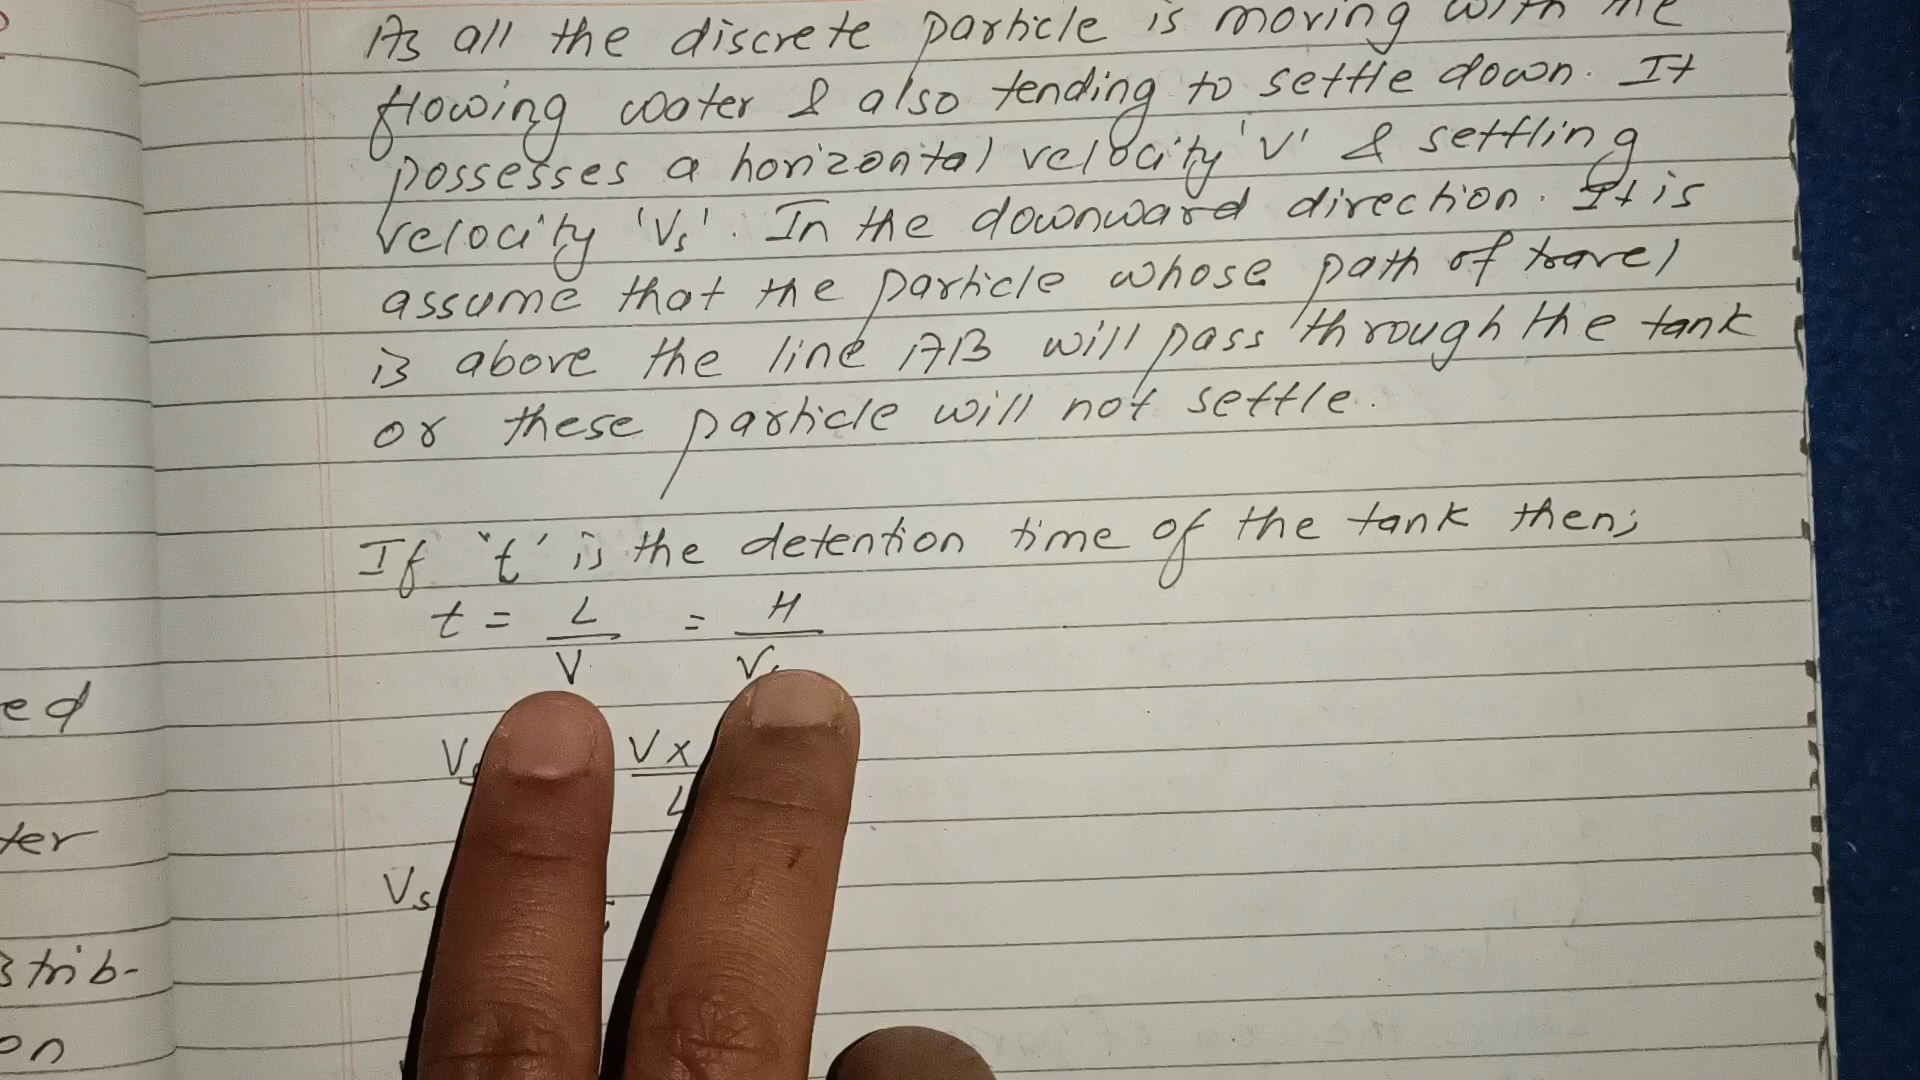 As all the discrete particle is moving with the
flowing water & also tending to settle down. It
possesses a horizontal velocity 'V' & settling
velocity 'Vs'. In the downward direction. It is
assume that the particle whose path of travel
is above the line AB will pass through the tank
or these particle will not settle.
If 't' is the detention time of the tank then;
t = L/V = H/V
Vs V x
L
Vs
ed
ter
trib-
on